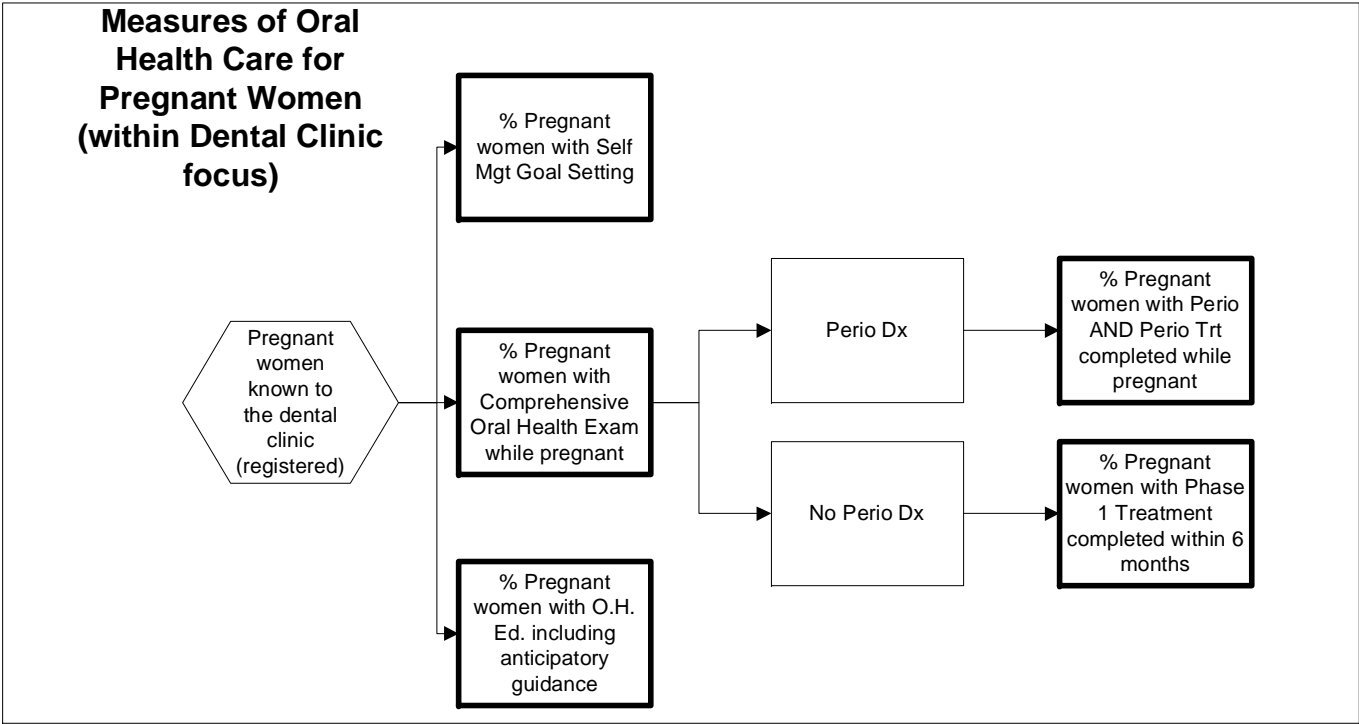 Measures of Oral
Health Care for
Pregnant Women
(within Dental Clinic
focus)
% Pregnant
women with Self
Mgt Goal Setting
Pregnant
women
known to
the dental
clinic
(registered)
% Pregnant
women with
Comprehensive
Oral Health Exam
while pregnant
Perio Dx
% Pregnant
women with Perio
AND Perio Trt
completed while
pregnant
No Perio Dx
% Pregnant
women with Phase
1 Treatment
completed within 6
months
% Pregnant
women with O.H.
Ed. including
anticipatory
guidance